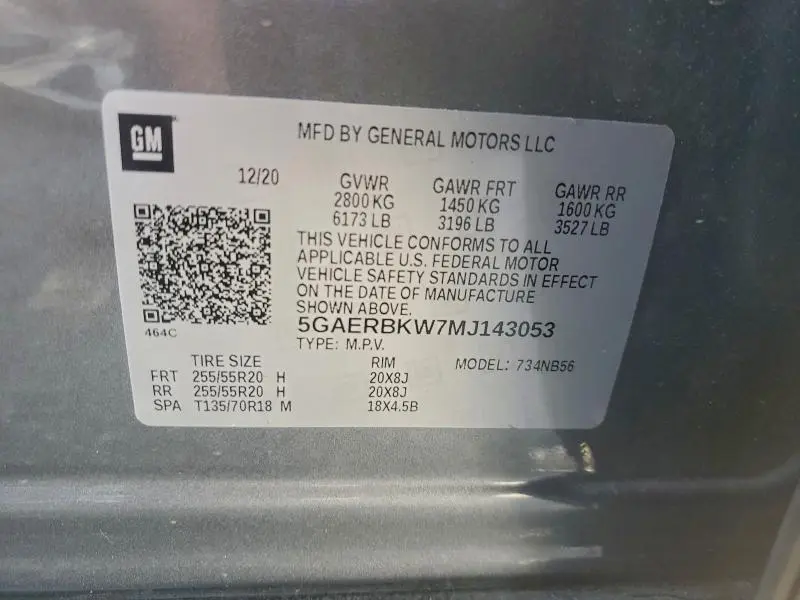 GM
MFD BY GENERAL MOTORS LLC
12/20 GVWR GAWR FRT GAWR RR
2800 KG 1450 KG 1600 KG
6173 LB 3196 LB 3527 LB
THIS VEHICLE CONFORMS TO ALL
APPLICABLE U.S. FEDERAL MOTOR
VEHICLE SAFETY STANDARDS IN EFFECT
ON THE DATE OF MANUFACTURE
SHOWN ABOVE.
464C
5GAERBKW7MJ143053
TYPE: M.P.V.
TIRE SIZE RIM MODEL: 734NB56
FRT 255/55R20 H 20X8J
RR 255/55R20 H 20X8J
SPA T135/70R18 M 18X4.5B